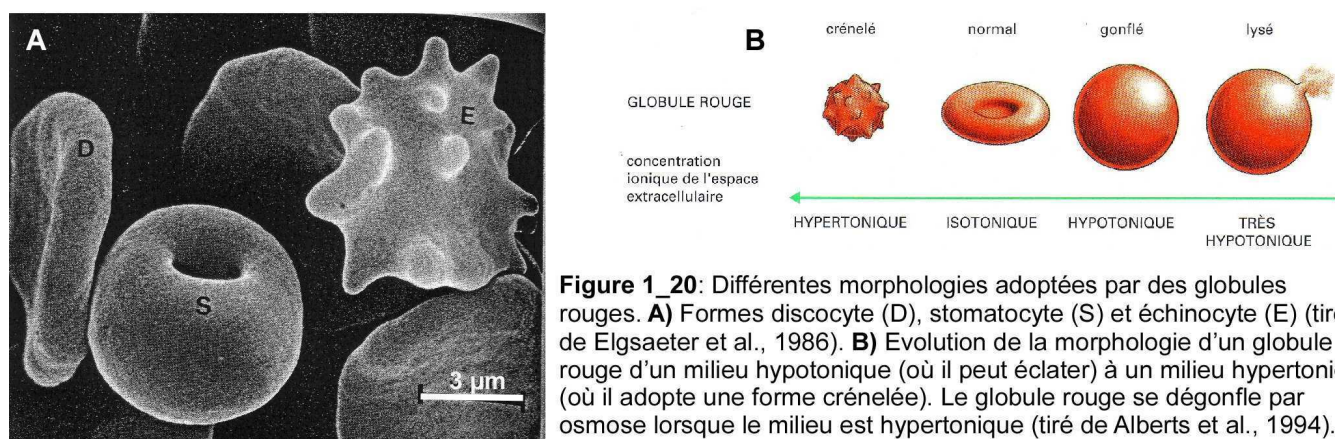 A
D
S
E
3 µm
B
crénelé normal gonflé lysé
GLOBULE ROUGE
concentration
ionique de l'espace
extracellulaire
HYPERTONIQUE ISOTONIQUE HYPOTONIQUE TRÈS
HYPOTONIQUE
Figure 1_20: Différentes morphologies adoptées par des globules
rouges. A) Formes discocyte (D), stomatocyte (S) et échinocyte (E) (tiré
de Elgsaeter et al., 1986). B) Evolution de la morphologie d'un globule
rouge d'un milieu hypotonique (où il peut éclater) à un milieu
(où il adopte une forme crénelée). Le globule rouge se dégonfle par
osmose lorsque le milieu est hypertonique (tiré de Alberts et al., 1994).